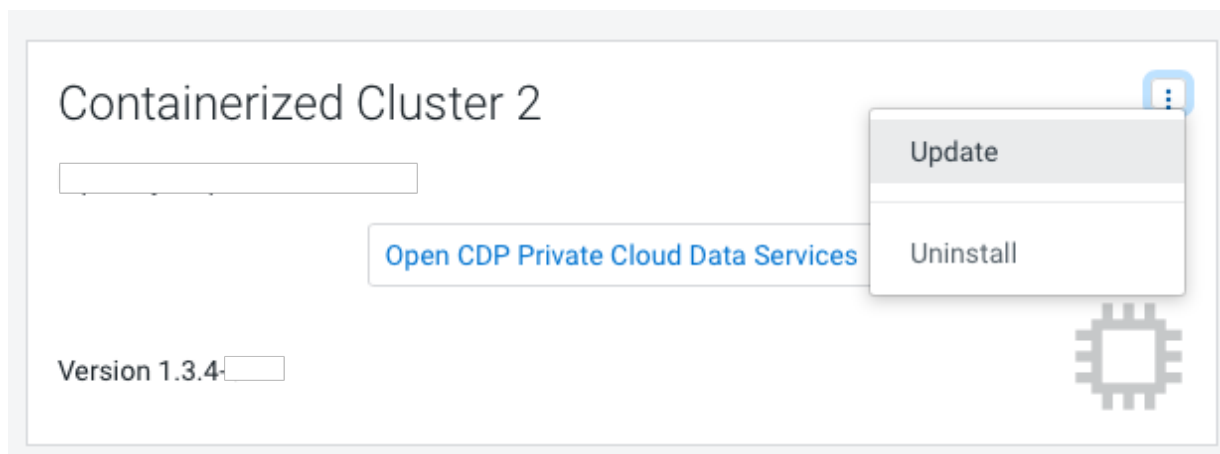 Containerized Cluster 2
Update
Open CDP Private Cloud Data Services
Uninstall
Version 1.3.4-